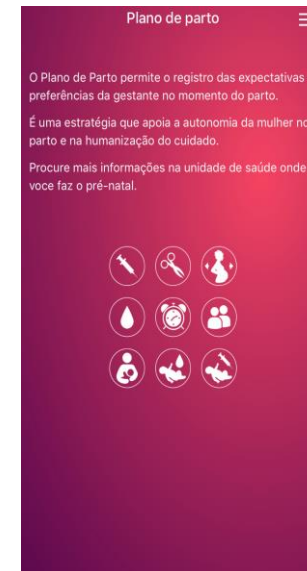 Plano de parto
O Plano de Parto permite o registro das expectativas
preferências da gestante no momento do parto.
É uma estratégia que apoia a autonomia da mulher no
parto e na humanização do cuidado.
Procure mais informações na unidade de saúde onde
voce faz o pré-natal.